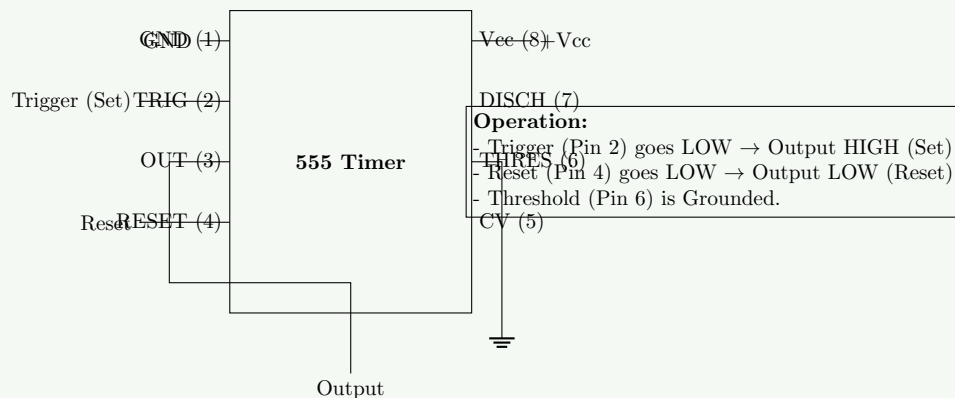 GND (1)
GND
Vcc (8)
+Vcc
Trigger (Set)
TRIG (2)
DISCH (7)
Operation:
- Trigger (Pin 2) goes LOW → Output HIGH (Set)
OUT (3)
555 Timer
THRES (6)
- Reset (Pin 4) goes LOW → Output LOW (Reset)
- Threshold (Pin 6) is Grounded.
Reset
RESET (4)
CV (5)
Output